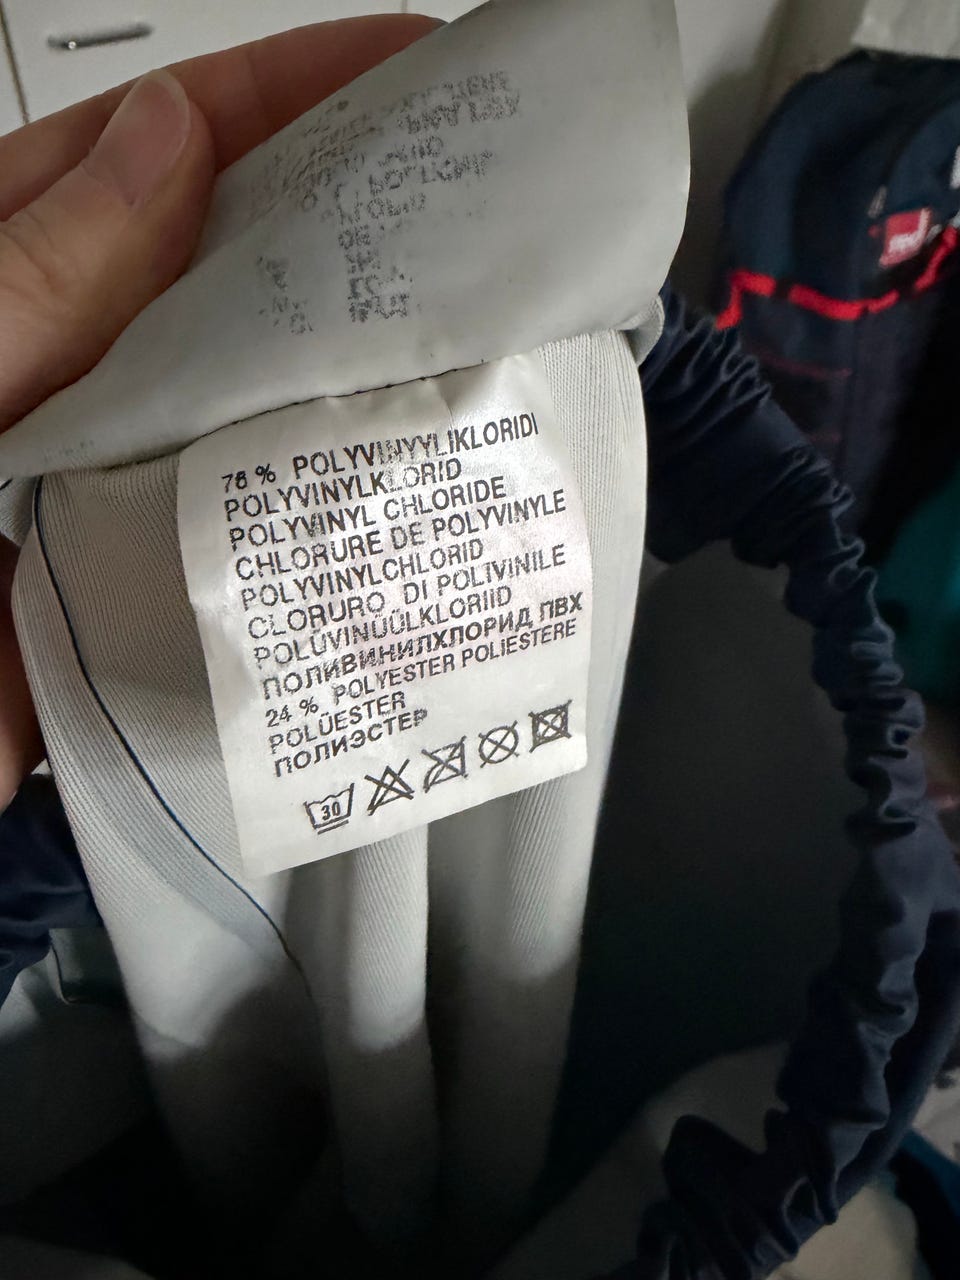 76 % POLYVINYYLIKLORIDI
POLYVINYLKLORID
POLYVINYL CHLORIDE
CHLORURE DE POLYVINYLE
POLYVINYLCHLORID
CLORURO DI POLIVINILE
POLÜVINÜÜLKLORIID
ПОЛИВИНИЛХЛОРИД ПВХ
24 % POLYESTER POLIESTERE
POLÜESTER
ПОЛИЭСТЕР
30
red